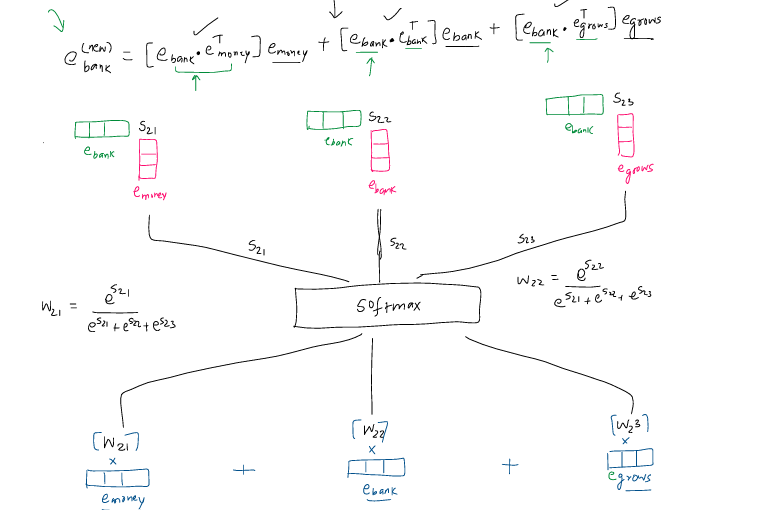 e_bank^(new) = [e_bank · e_money^T] e_money + [e_bank · e_bank^T] e_bank + [e_bank · e_grows^T] e_grows
S21 S22 S23
e_bank e_bank e_bank
e_money e_bank e_grows
S21 S22 S23
W21 = e^S21 / (e^S21 + e^S22 + e^S23)
W22 = e^S22 / (e^S21 + e^S22 + e^S23)
Softmax
[W21] [W22] [W23]
x x x
+ +
e_money e_bank e_grows